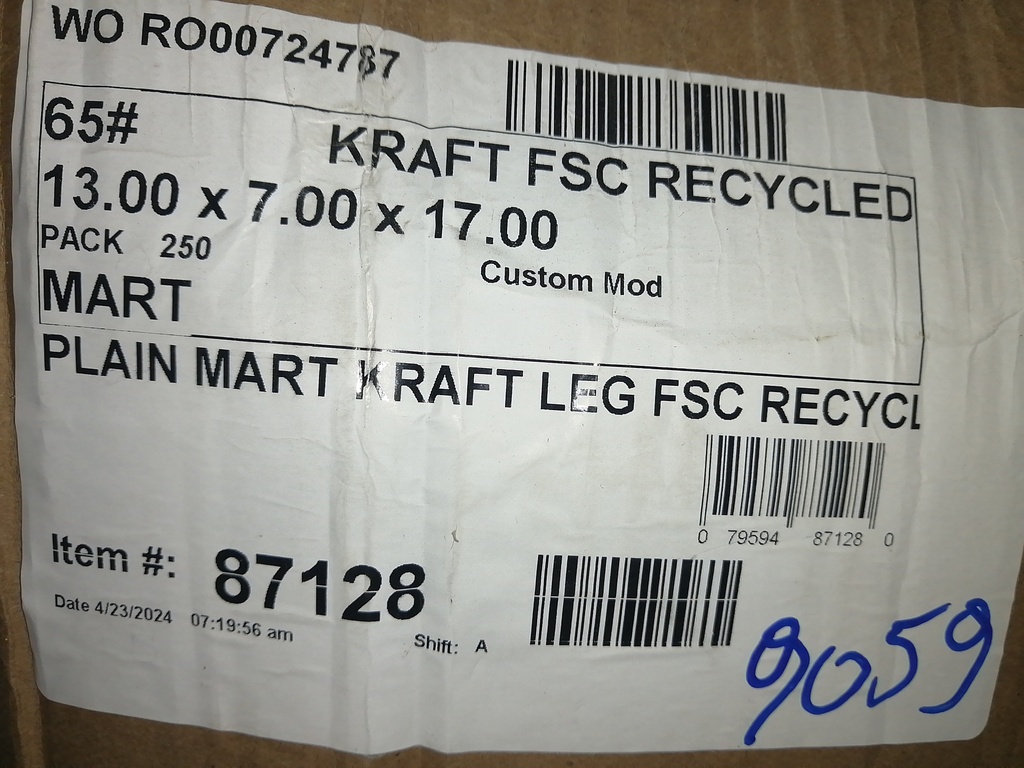 WO RO00724787
65# KRAFT FSC RECYCLED
13.00 x 7.00 x 17.00
PACK 250 Custom Mod
MART
PLAIN MART KRAFT LEG FSC RECYCL
0 79594 87128 0
Item #: 87128
Date 4/23/2024 07:19:56 am Shift: A
9059